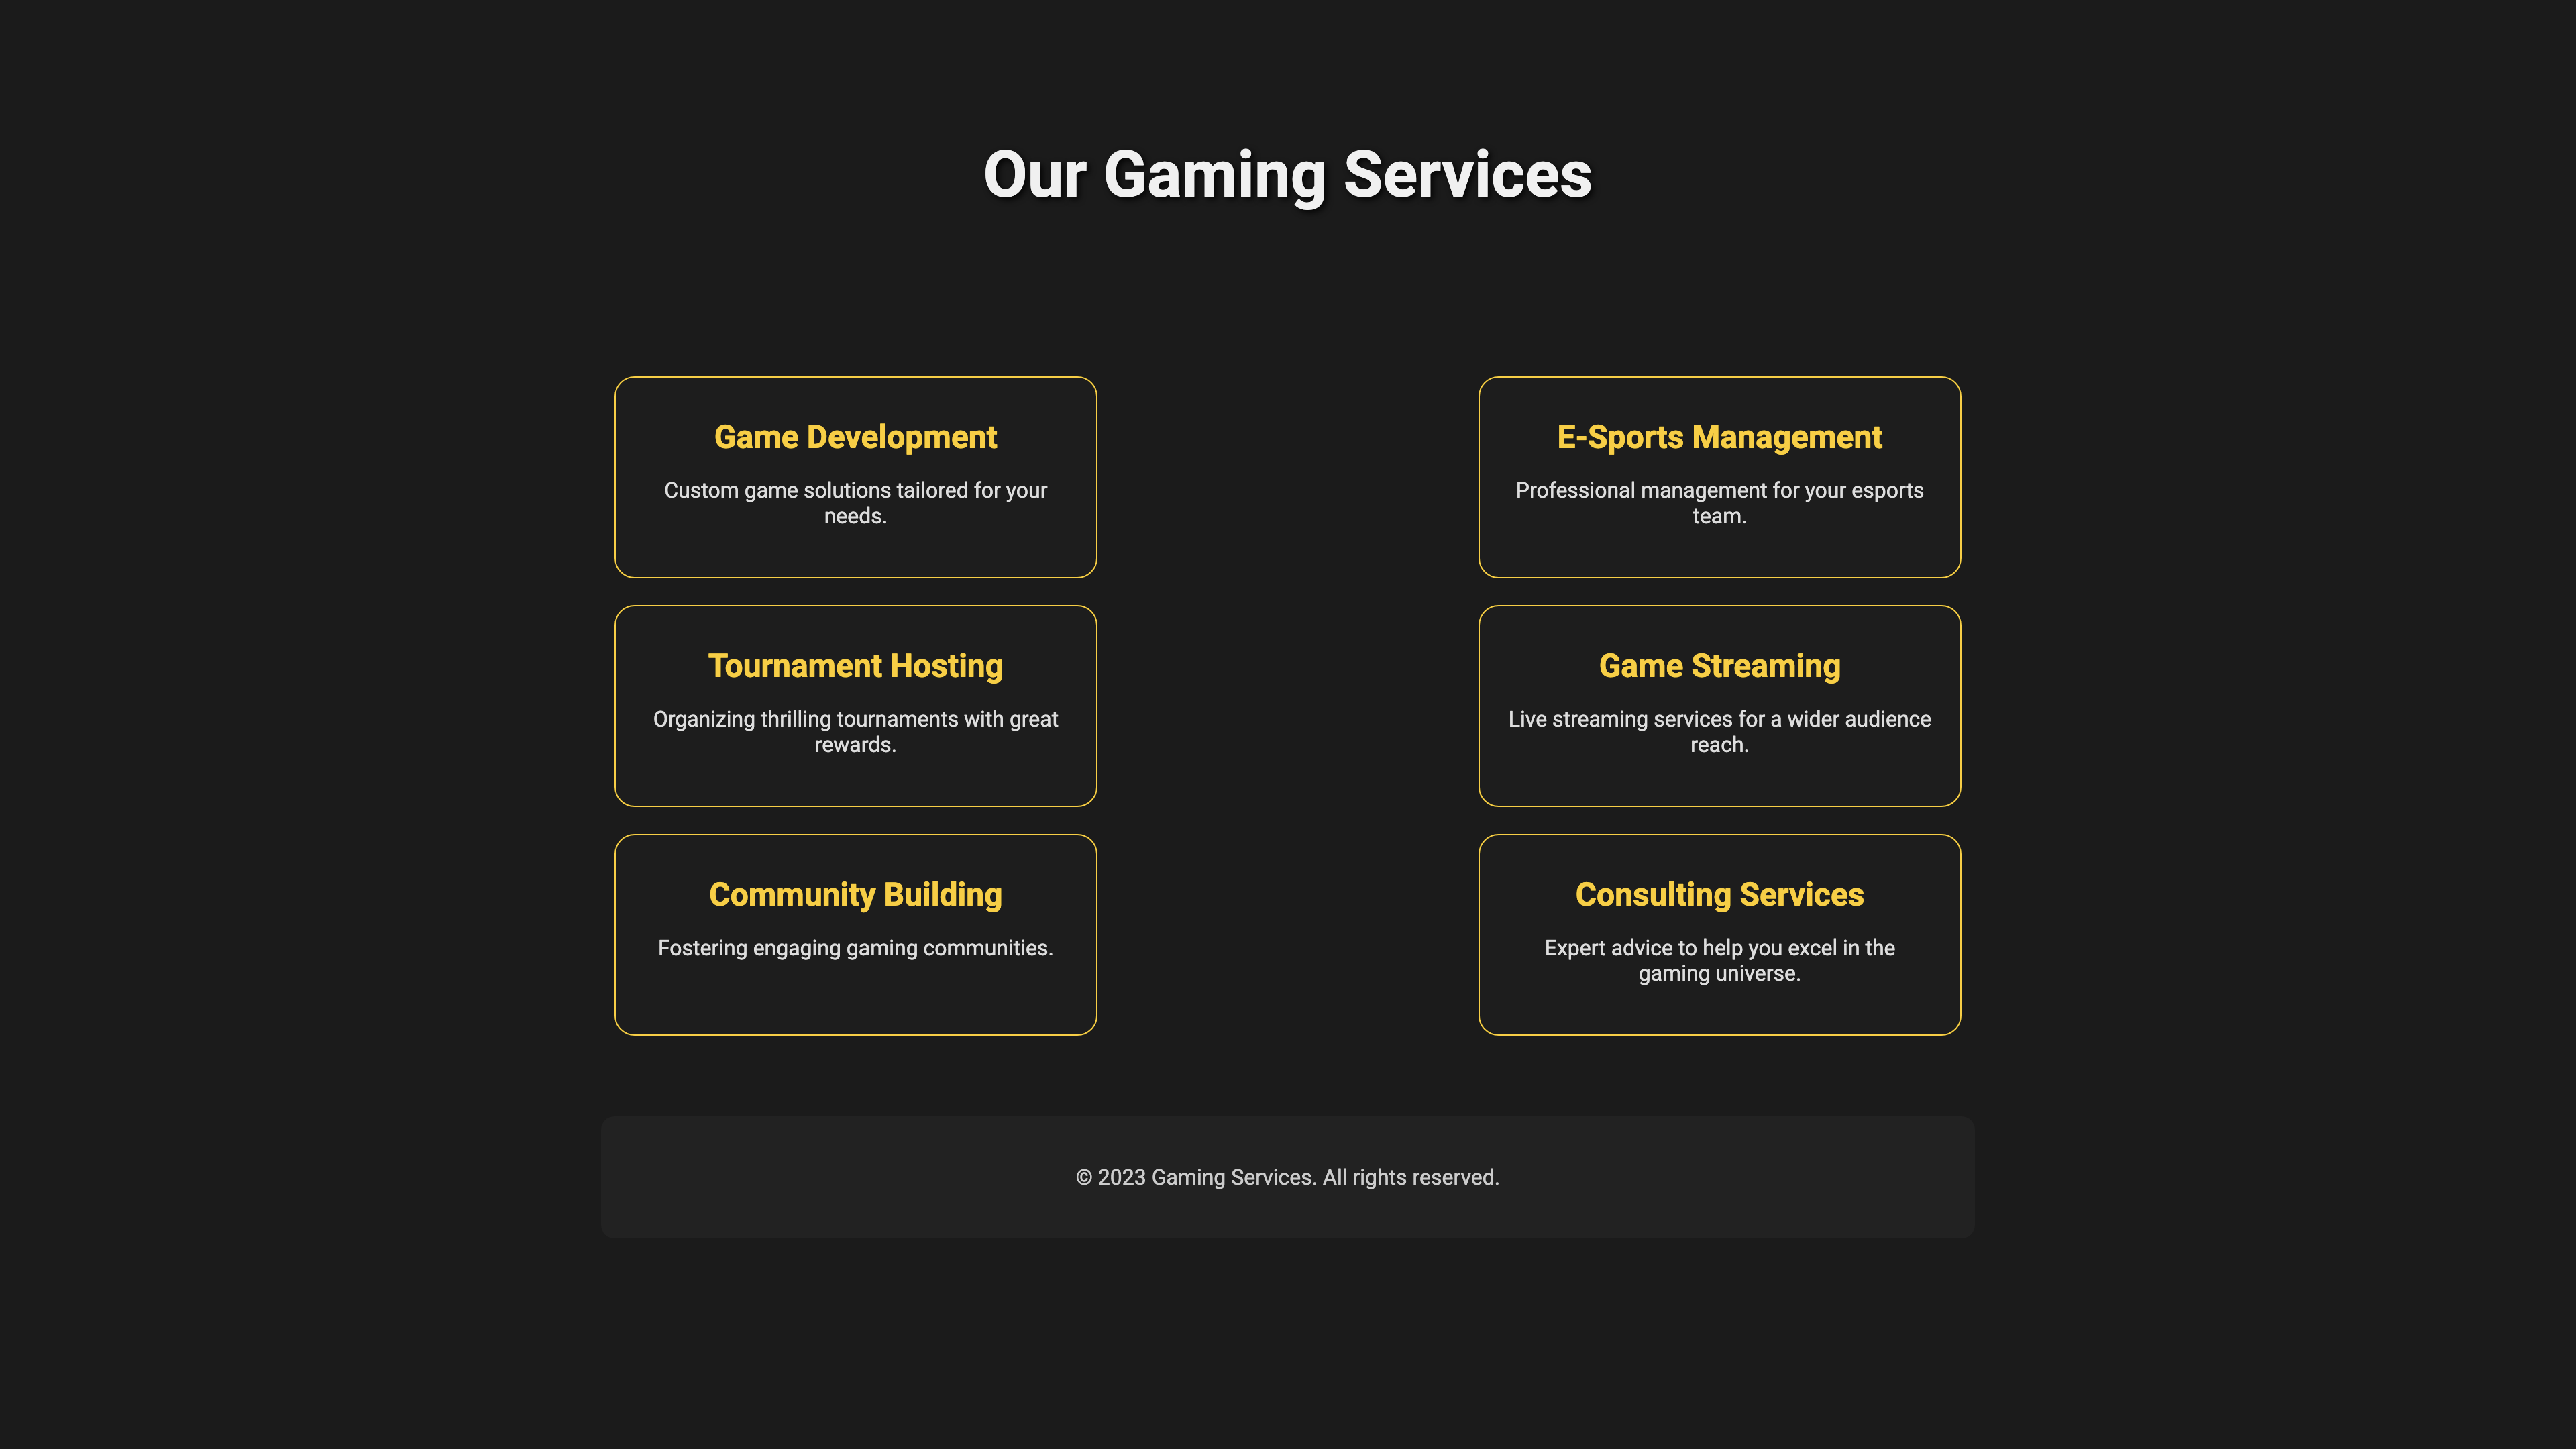 Our Gaming Services
Game Development
Custom game solutions tailored for your
needs.
E-Sports Management
Professional management for your esports
team.
Tournament Hosting
Organizing thrilling tournaments with great
rewards.
Game Streaming
Live streaming services for a wider audience
reach.
Community Building
Fostering engaging gaming communities.
Consulting Services
Expert advice to help you excel in the
gaming universe.
© 2023 Gaming Services. All rights reserved.